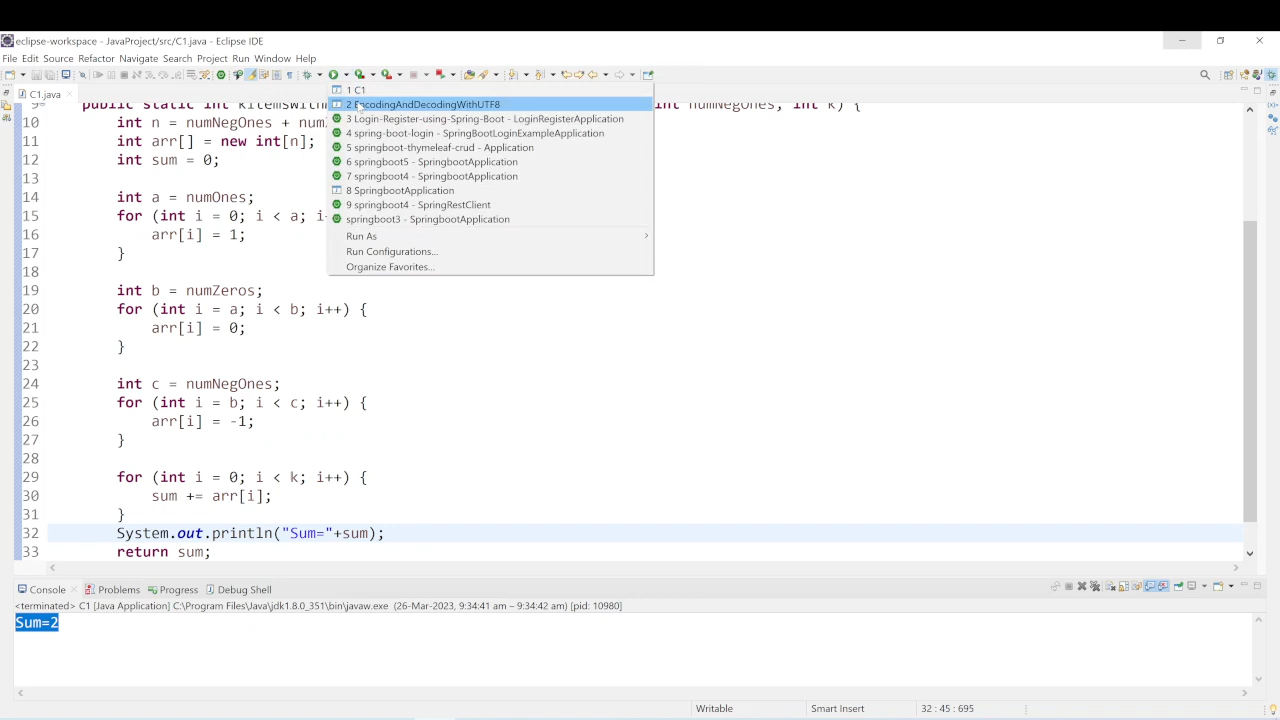 eclipse-workspace - JavaProject/src/C1.java - Eclipse IDE
File Edit Source Refactor Navigate Search Project Run Window Help
C1.java
1 C1
2 EncodingAndDecodingWithUTF8
3 Login-Register-using-Spring-Boot - LoginRegisterApplication
4 spring-boot-login - SpringBootLoginExampleApplication
5 springboot-thymeleaf-crud - Application
6 springboot5 - SpringbootApplication
7 springboot4 - SpringbootApplication
8 SpringbootApplication
9 springboot4 - SpringRestClient
springboot3 - SpringbootApplication
Run As
Run Configurations...
Organize Favorites...
public static int int numNegOnes, int k) {
10 int n = numNegOnes +
11 int arr[] = new int[n];
12 int sum = 0;
13
14 int a = numOnes;
15 for (int i = 0; i < a;
16 arr[i] = 1;
17 }
18
19 int b = numZeros;
20 for (int i = a; i < b; i++) {
21 arr[i] = 0;
22 }
23
24 int c = numNegOnes;
25 for (int i = b; i < c; i++) {
26 arr[i] = -1;
27 }
28
29 for (int i = 0; i < k; i++) {
30 sum += arr[i];
31 }
32 System.out.println("Sum="+sum);
33 return sum;
Console Problems Progress Debug Shell
<terminated> C1 [Java Application] C:\Program Files\Java\jdk1.8.0_351\bin\javaw.exe (26-Mar-2023, 9:34:41 am – 9:34:42 am) [pid: 10980]
Sum=2
Writable Smart Insert 32 : 45 : 695